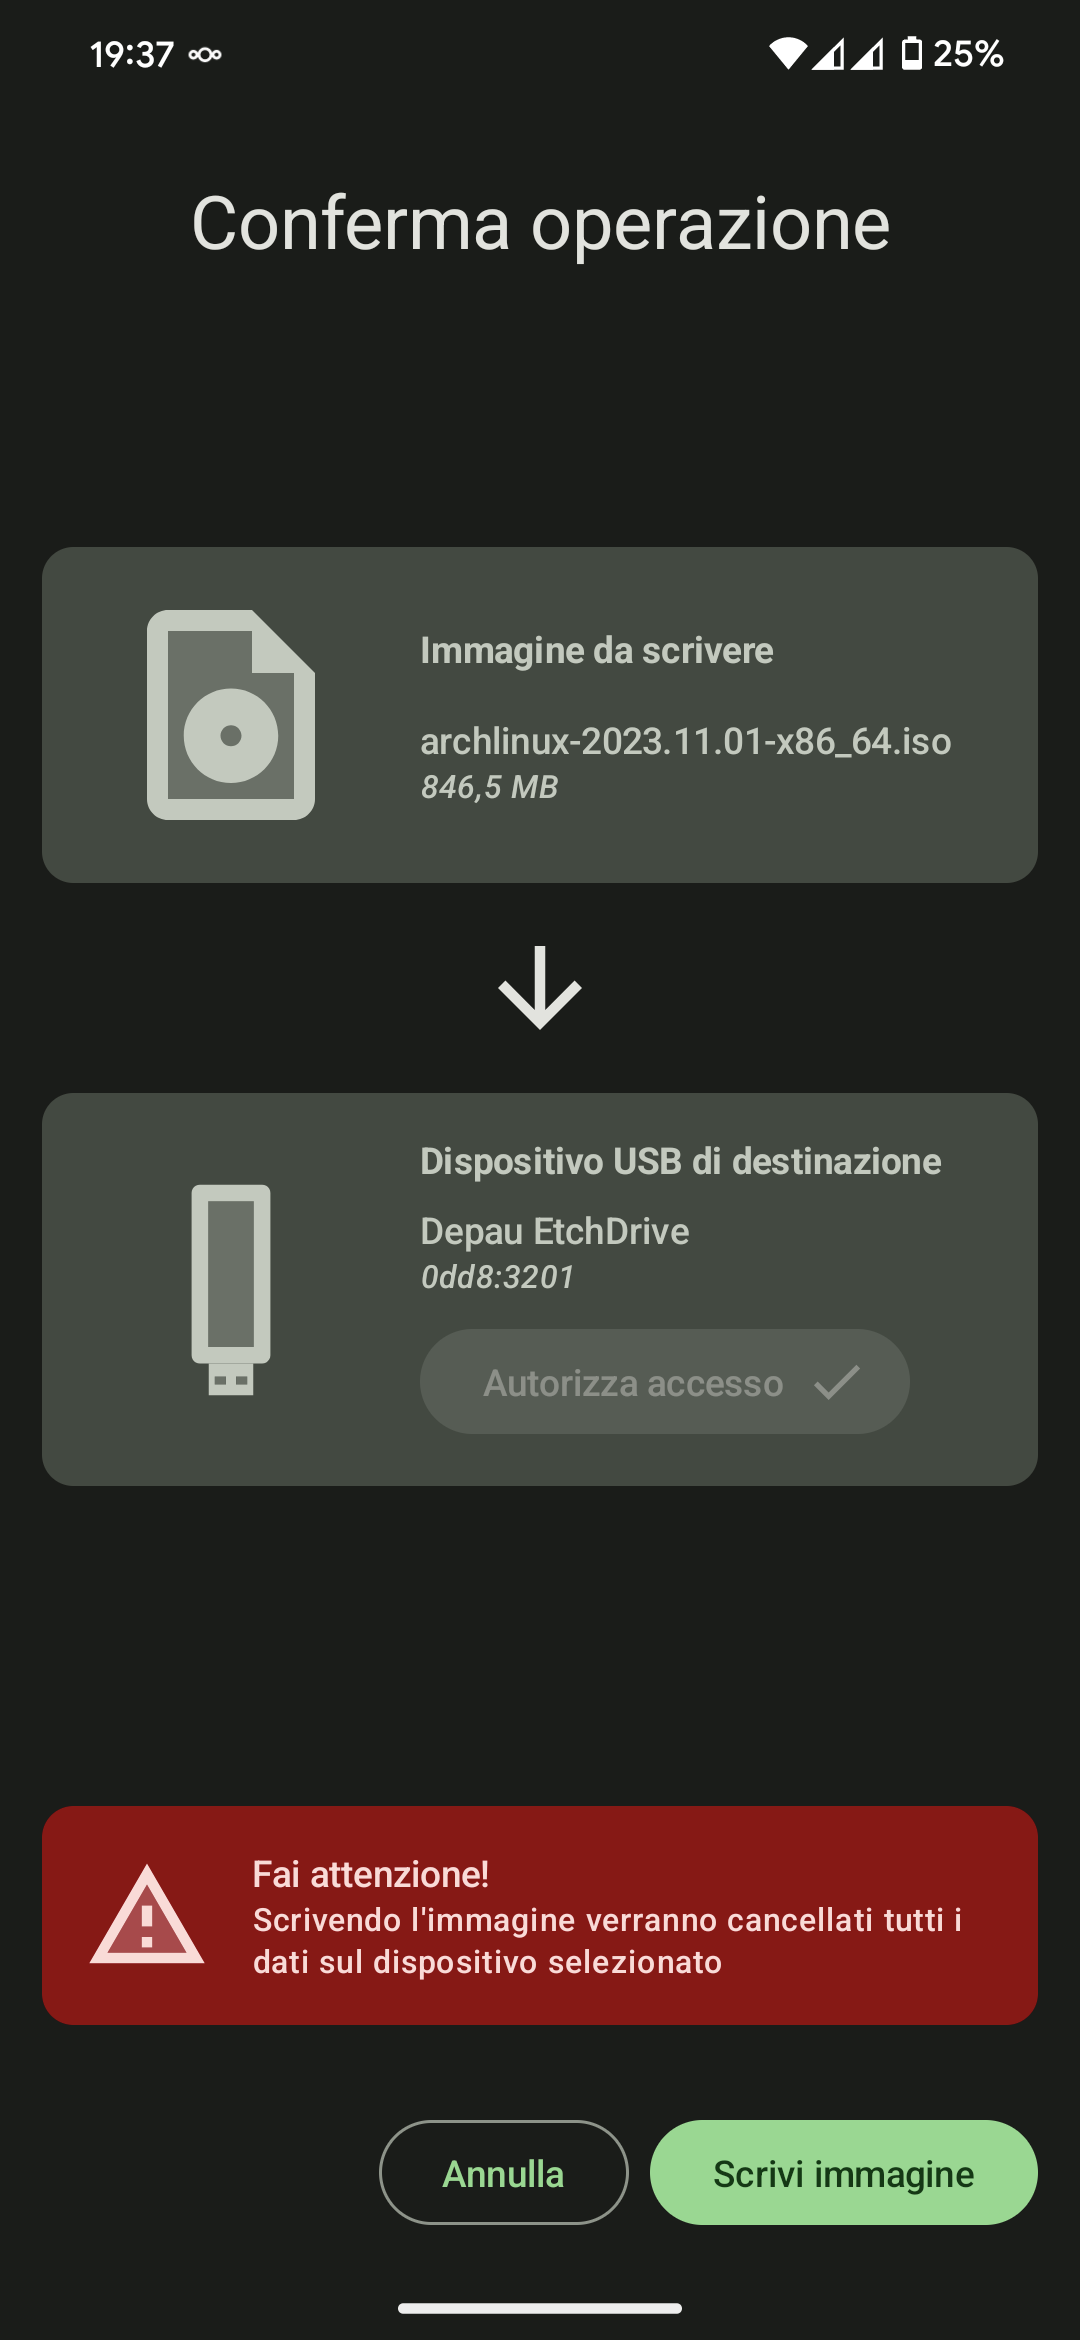 19:37
25%
Conferma operazione
Immagine da scrivere
archlinux-2023.11.01-x86_64.iso
846,5 MB
Dispositivo USB di destinazione
Depau EtchDrive
0dd8:3201
Autorizza accesso
Fai attenzione!
Scrivendo l'immagine verranno cancellati tutti i
dati sul dispositivo selezionato
Annulla
Scrivi immagine